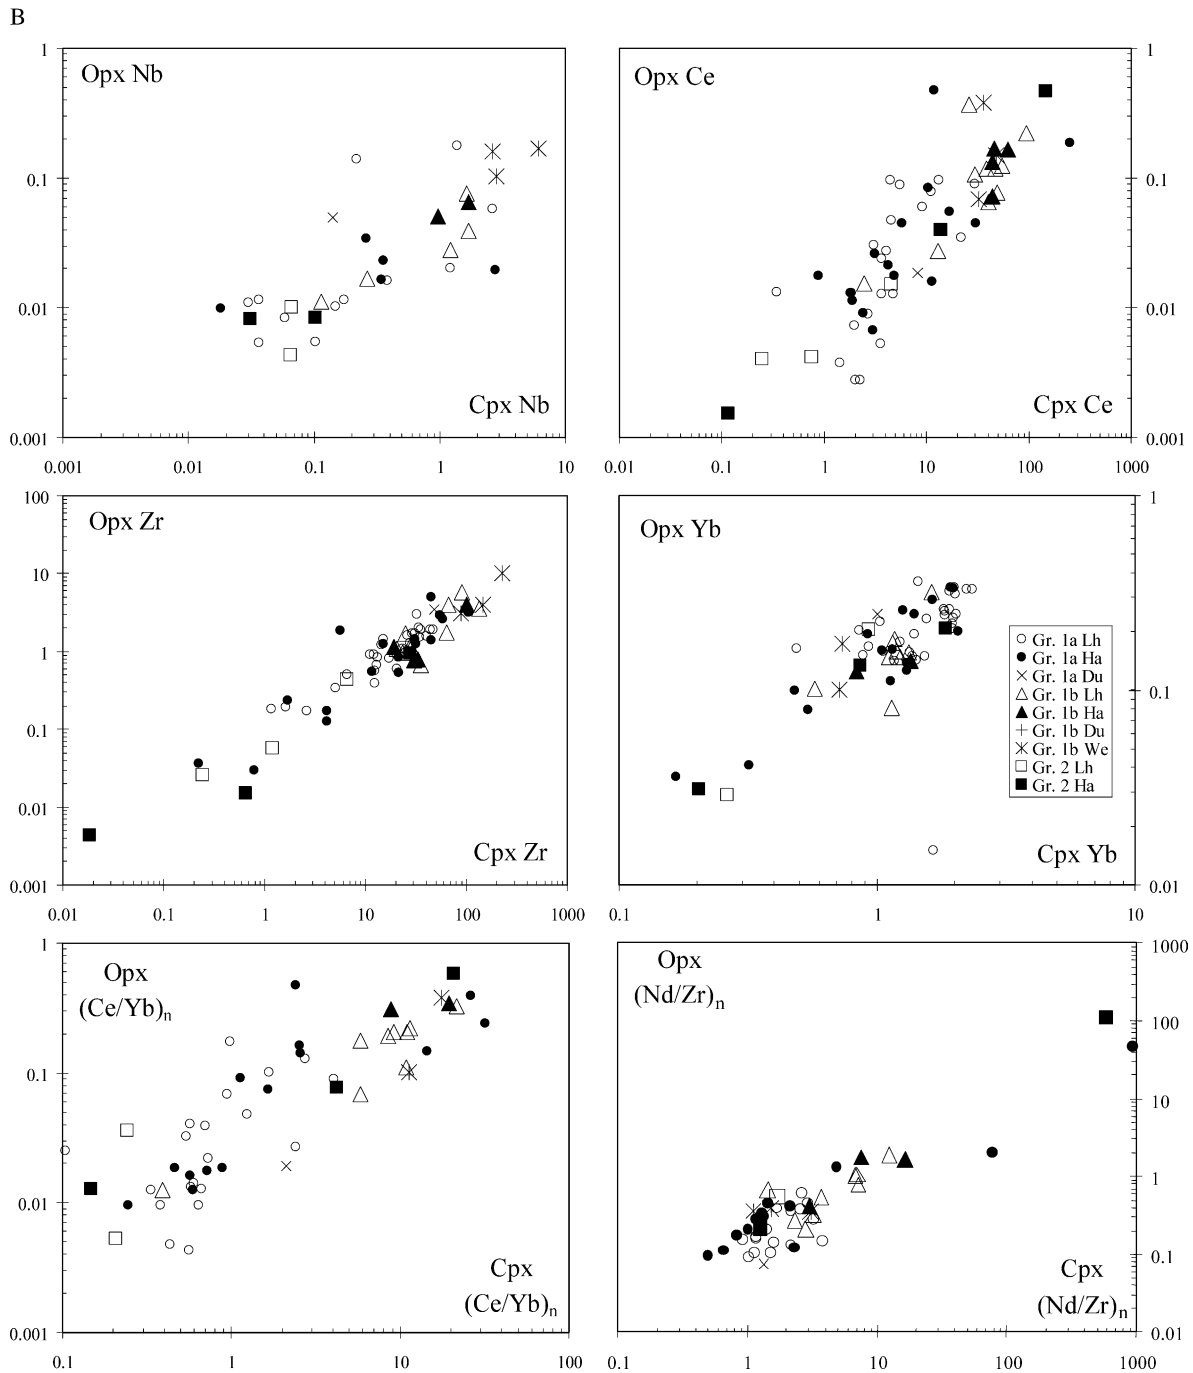 B
Opx Nb
1
0.1
0.01
0.001
Cpx Nb
0.001
0.01
0.1
1
10
Opx Ce
1
0.1
0.01
0.001
Cpx Ce
0.01
0.1
1
10
100
1000
Opx Zr
100
10
1
0.1
0.01
0.001
Cpx Zr
0.01
0.1
1
10
100
1000
Opx Yb
1
0.1
0.01
Gr. 1a Lh
Gr. 1a Ha
Gr. 1a Du
Gr. 1b Lh
Gr. 1b Ha
Gr. 1b Du
Gr. 1b We
Gr. 2 Lh
Gr. 2 Ha
Cpx Yb
0.1
1
10
Opx
(Ce/Yb)n
1
0.1
0.01
0.001
Cpx
(Ce/Yb)n
0.1
1
10
100
Opx
(Nd/Zr)n
1000
100
10
1
0.1
0.01
Cpx
(Nd/Zr)n
0.1
1
10
100
1000